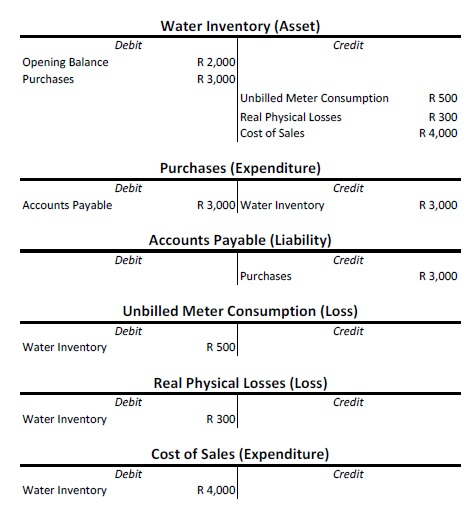 Water Inventory (Asset)
Debit Credit
Opening Balance R 2,000
Purchases R 3,000
Unbilled Meter Consumption R 500
Real Physical Losses R 300
Cost of Sales R 4,000
Purchases (Expenditure)
Debit Credit
Accounts Payable R 3,000 Water Inventory R 3,000
Accounts Payable (Liability)
Debit Credit
Purchases R 3,000
Unbilled Meter Consumption (Loss)
Debit Credit
Water Inventory R 500
Real Physical Losses (Loss)
Debit Credit
Water Inventory R 300
Cost of Sales (Expenditure)
Debit Credit
Water Inventory R 4,000